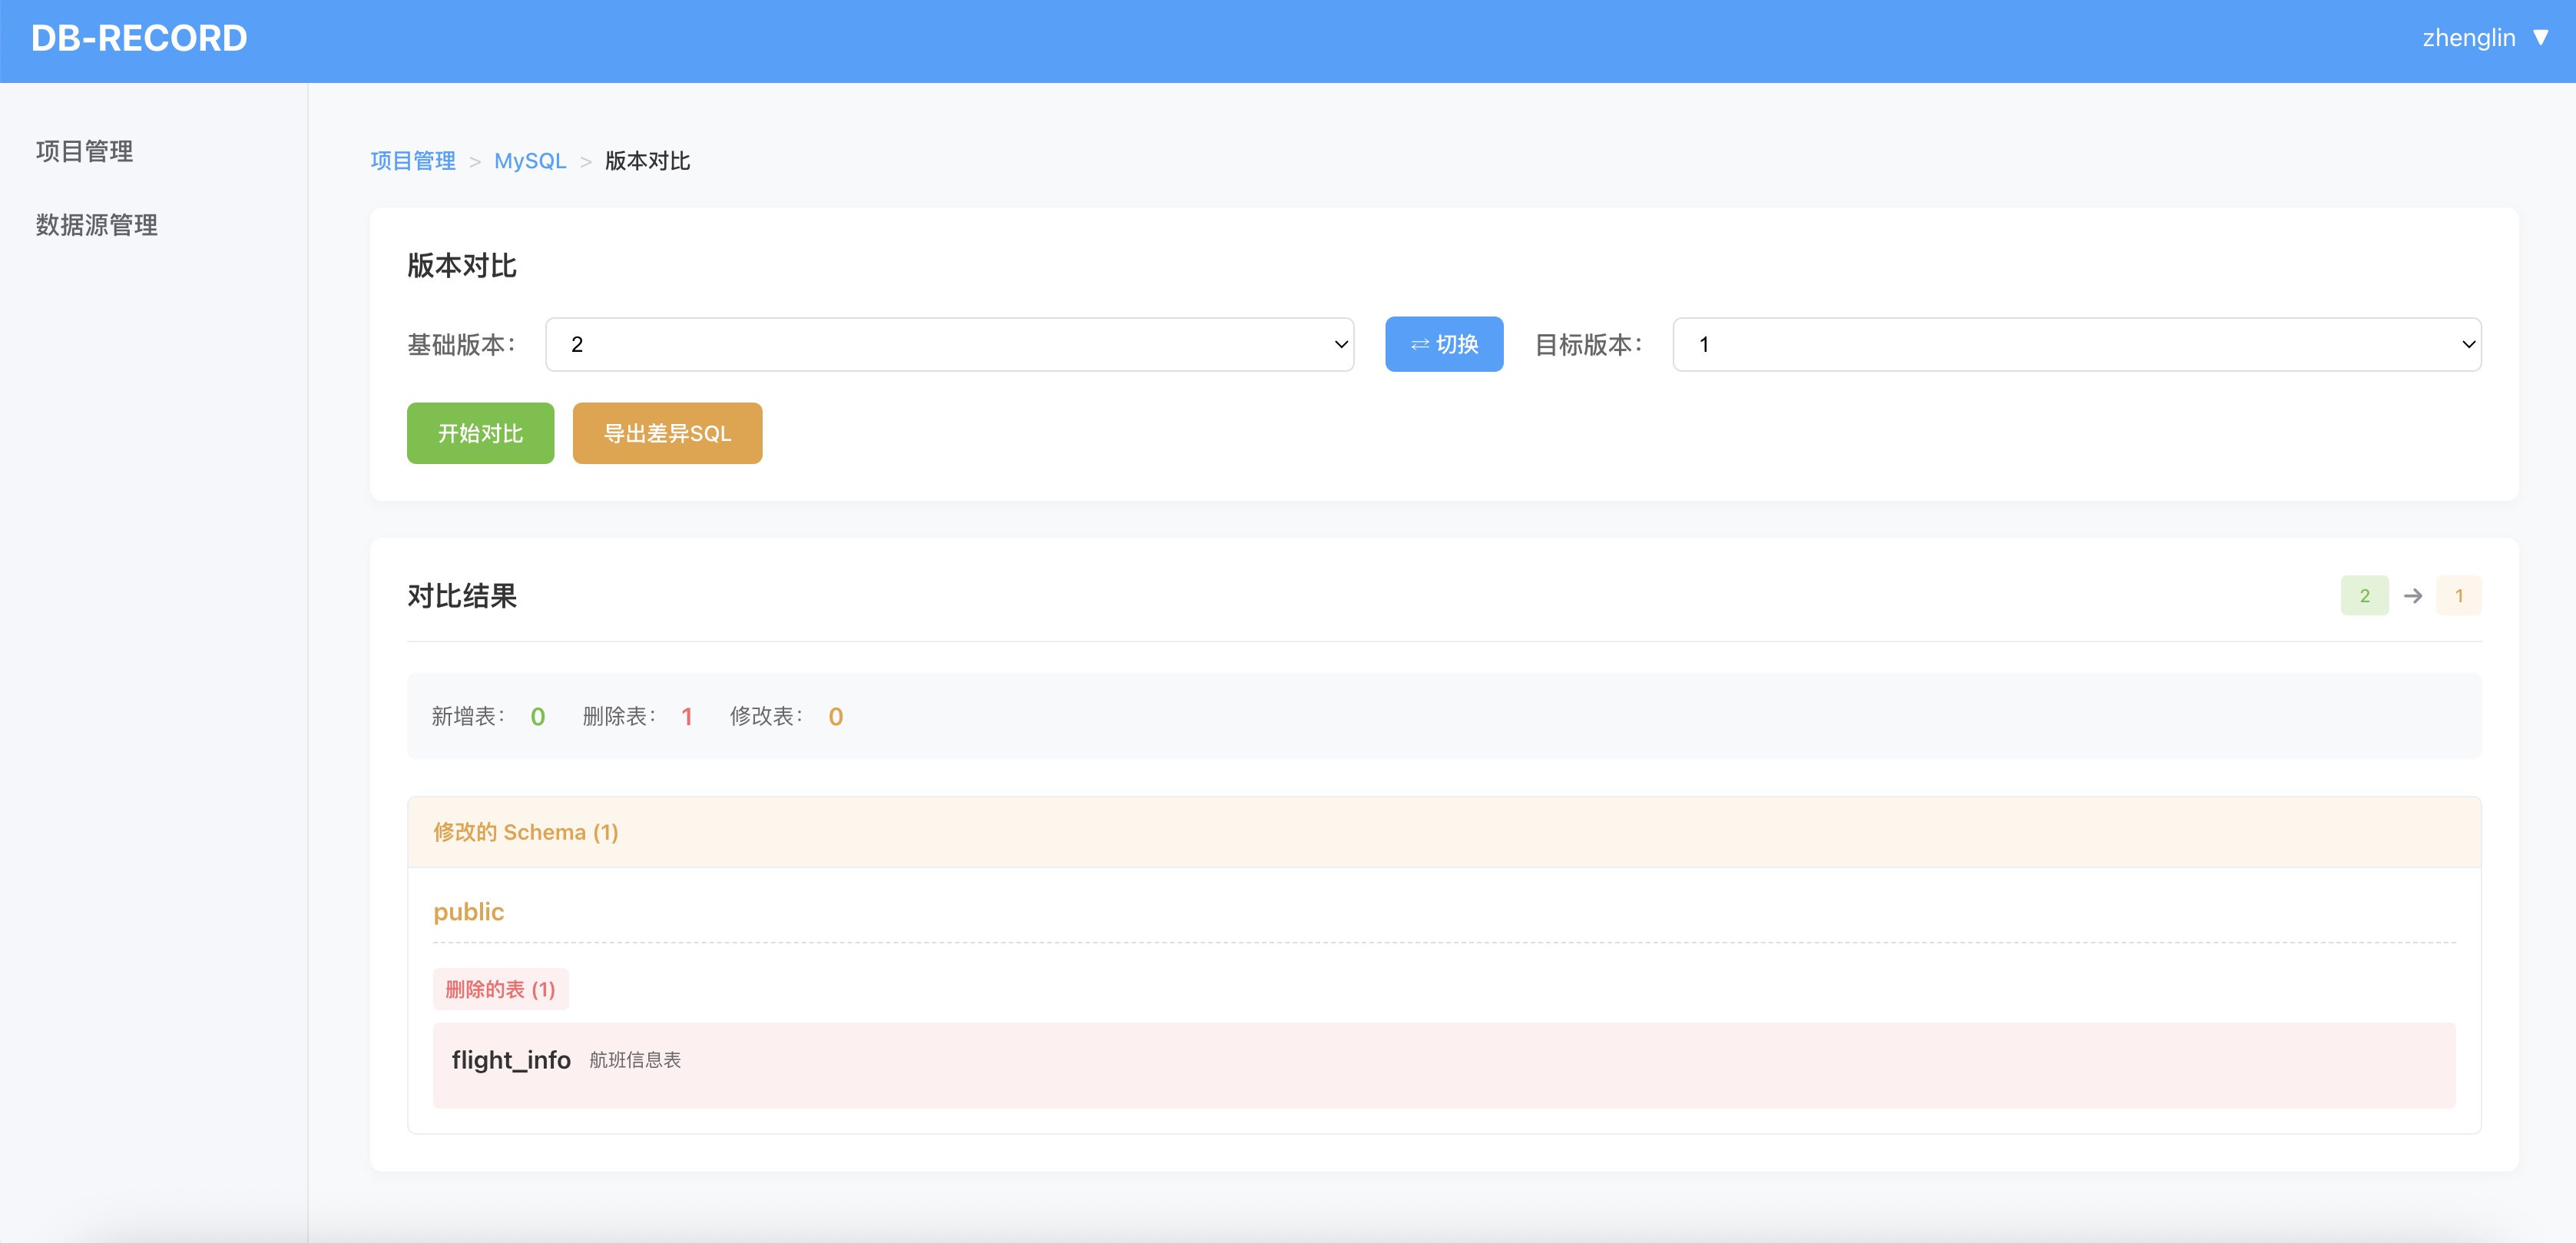 DB-RECORD
zhenglin ▼
项目管理
数据源管理
项目管理 > MySQL > 版本对比
版本对比
基础版本： 2 ⇄ 切换 目标版本： 1
开始对比 导出差异SQL
对比结果 2 → 1
新增表： 0 删除表： 1 修改表： 0
修改的 Schema (1)
public
删除的表 (1)
flight_info 航班信息表